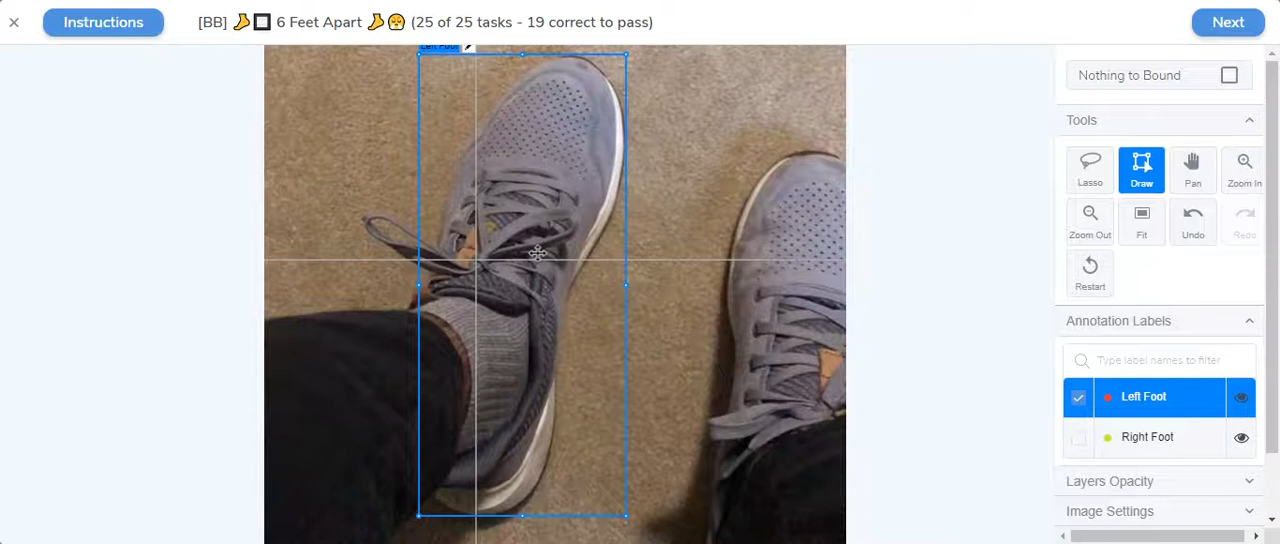 × Instructions [BB] 🦶🔲 6 Feet Apart 🦶😷 (25 of 25 tasks - 19 correct to pass) Next
Left Foot
Nothing to Bound
Tools
Lasso Draw Pan Zoom In
Zoom Out Fit Undo Redo
Restart
Annotation Labels
Type label names to filter
Left Foot
Right Foot
Layers Opacity
Image Settings